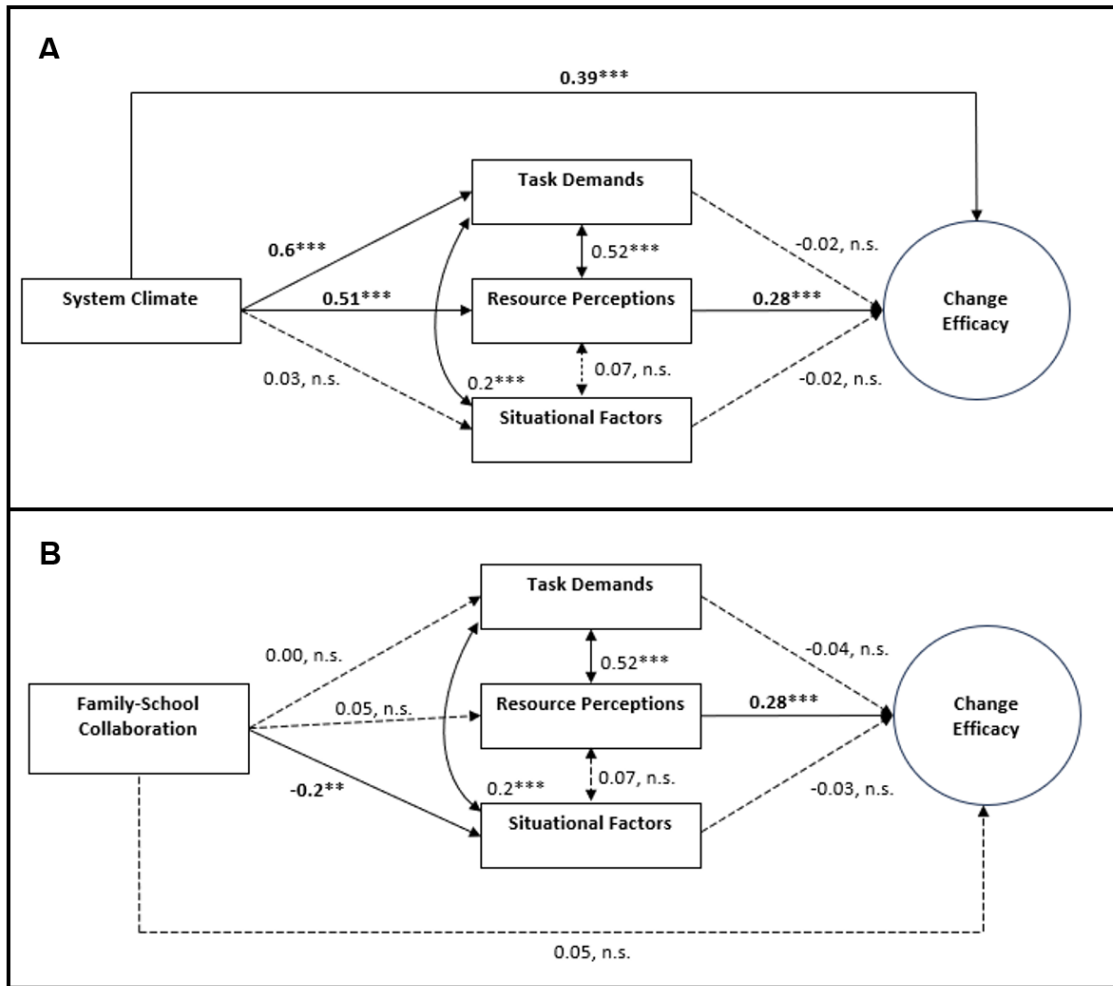 A
0.39***
Task Demands
0.6***
-0.02, n.s.
0.52***
System Climate
0.51***
Resource Perceptions
0.28***
Change
Efficacy
0.03, n.s.
0.07, n.s.
0.2***
-0.02, n.s.
Situational Factors
B
Task Demands
0.00, n.s.
-0.04, n.s.
0.52***
Family-School
Collaboration
0.05, n.s.
Resource Perceptions
0.28***
Change
Efficacy
-0.2**
0.07, n.s.
0.2***
-0.03, n.s.
Situational Factors
0.05, n.s.